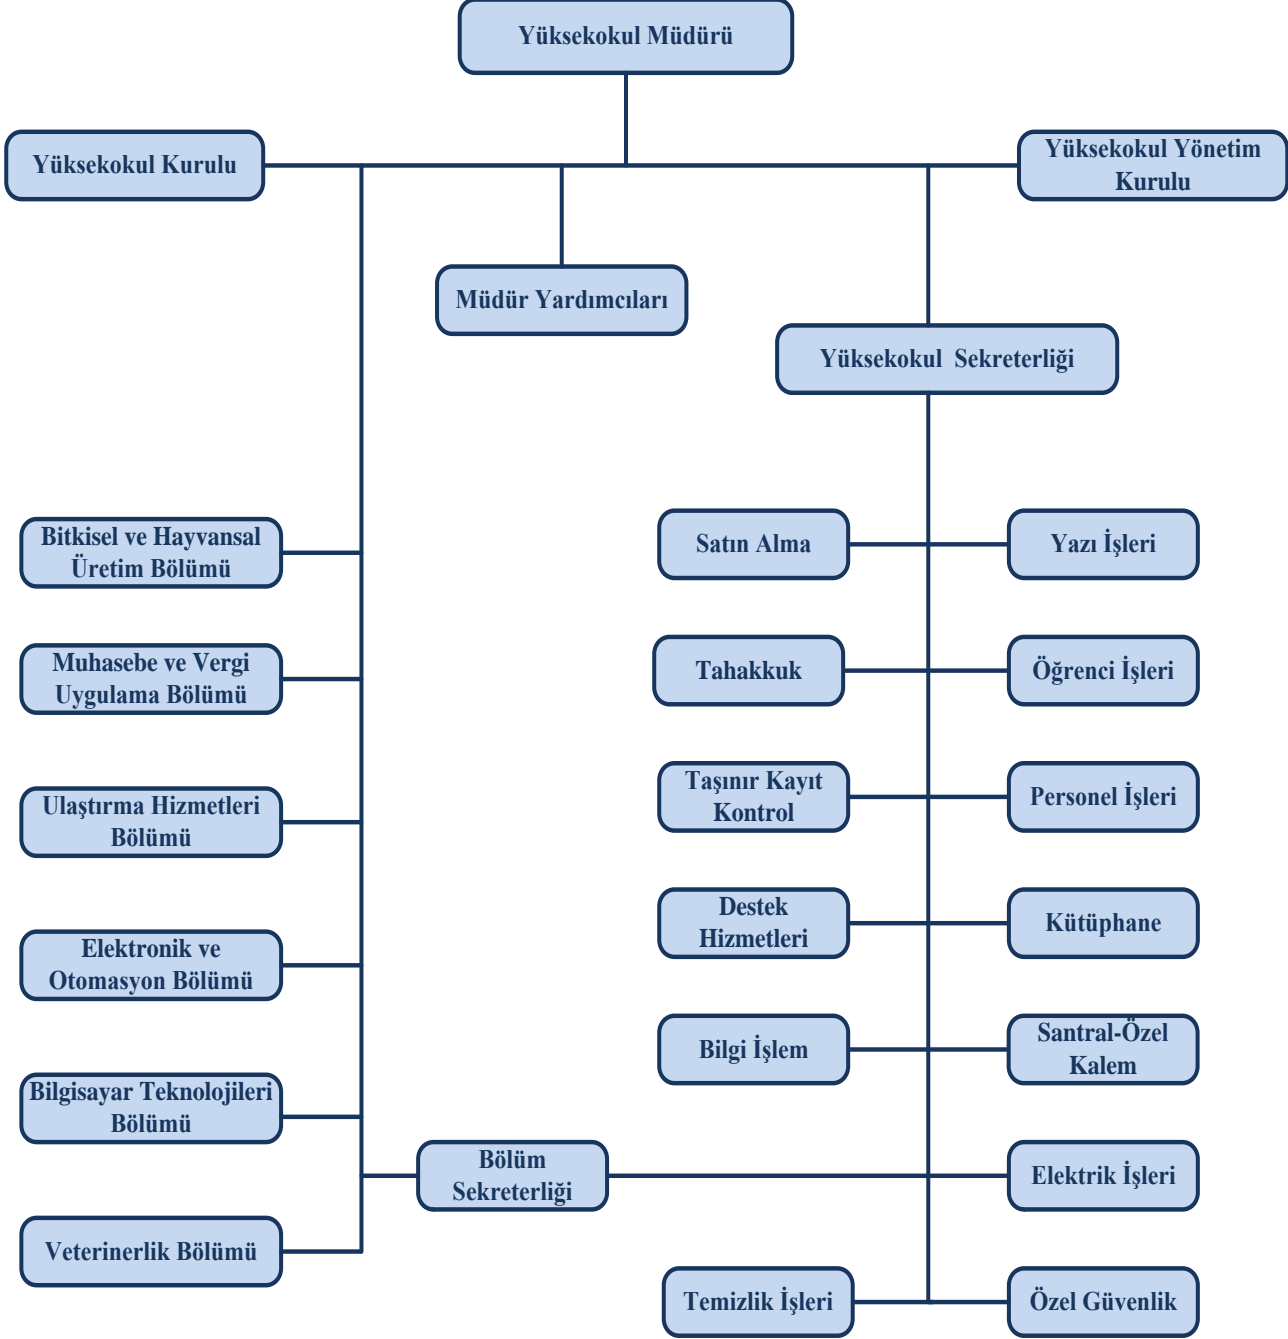 Yüksekokul Müdürü
Yüksekokul Kurulu
Yüksekokul Yönetim
Kurulu
Müdür Yardımcıları
Yüksekokul  Sekreterliği
Bitkisel ve Hayvansal
Üretim Bölümü
Muhasebe ve Vergi
Uygulama Bölümü
Ulaştırma Hizmetleri
Bölümü
Elektronik ve
Otomasyon Bölümü
Bilgisayar Teknolojileri
Bölümü
Veterinerlik Bölümü
Bölüm
Sekreterliği
Satın Alma
Yazı İşleri
Tahakkuk
Öğrenci İşleri
Taşınır Kayıt
Kontrol
Personel İşleri
Destek
Hizmetleri
Kütüphane
Bilgi İşlem
Santral-Özel
Kalem
Elektrik İşleri
Temizlik İşleri
Özel Güvenlik